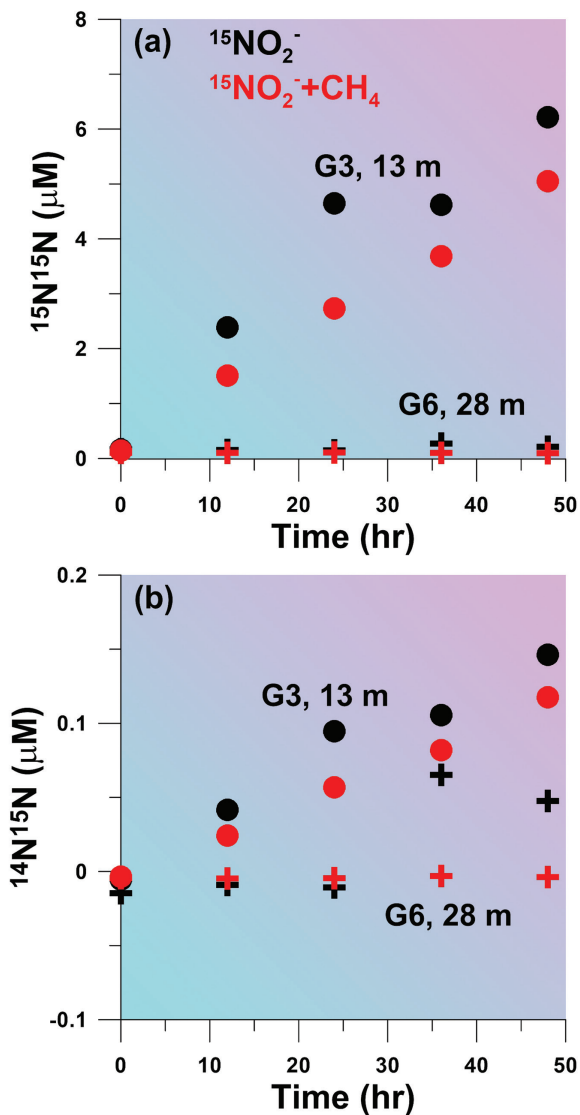 (a)
¹⁵NO₂⁻
¹⁵NO₂⁻+CH₄
G3, 13 m
G6, 28 m
¹⁵N¹⁵N (μM)
8
6
4
2
0
0 10 20 30 40 50
Time (hr)
(b)
G3, 13 m
G6, 28 m
¹⁴N¹⁵N (μM)
0.2
0.1
0
-0.1
0 10 20 30 40 50
Time (hr)